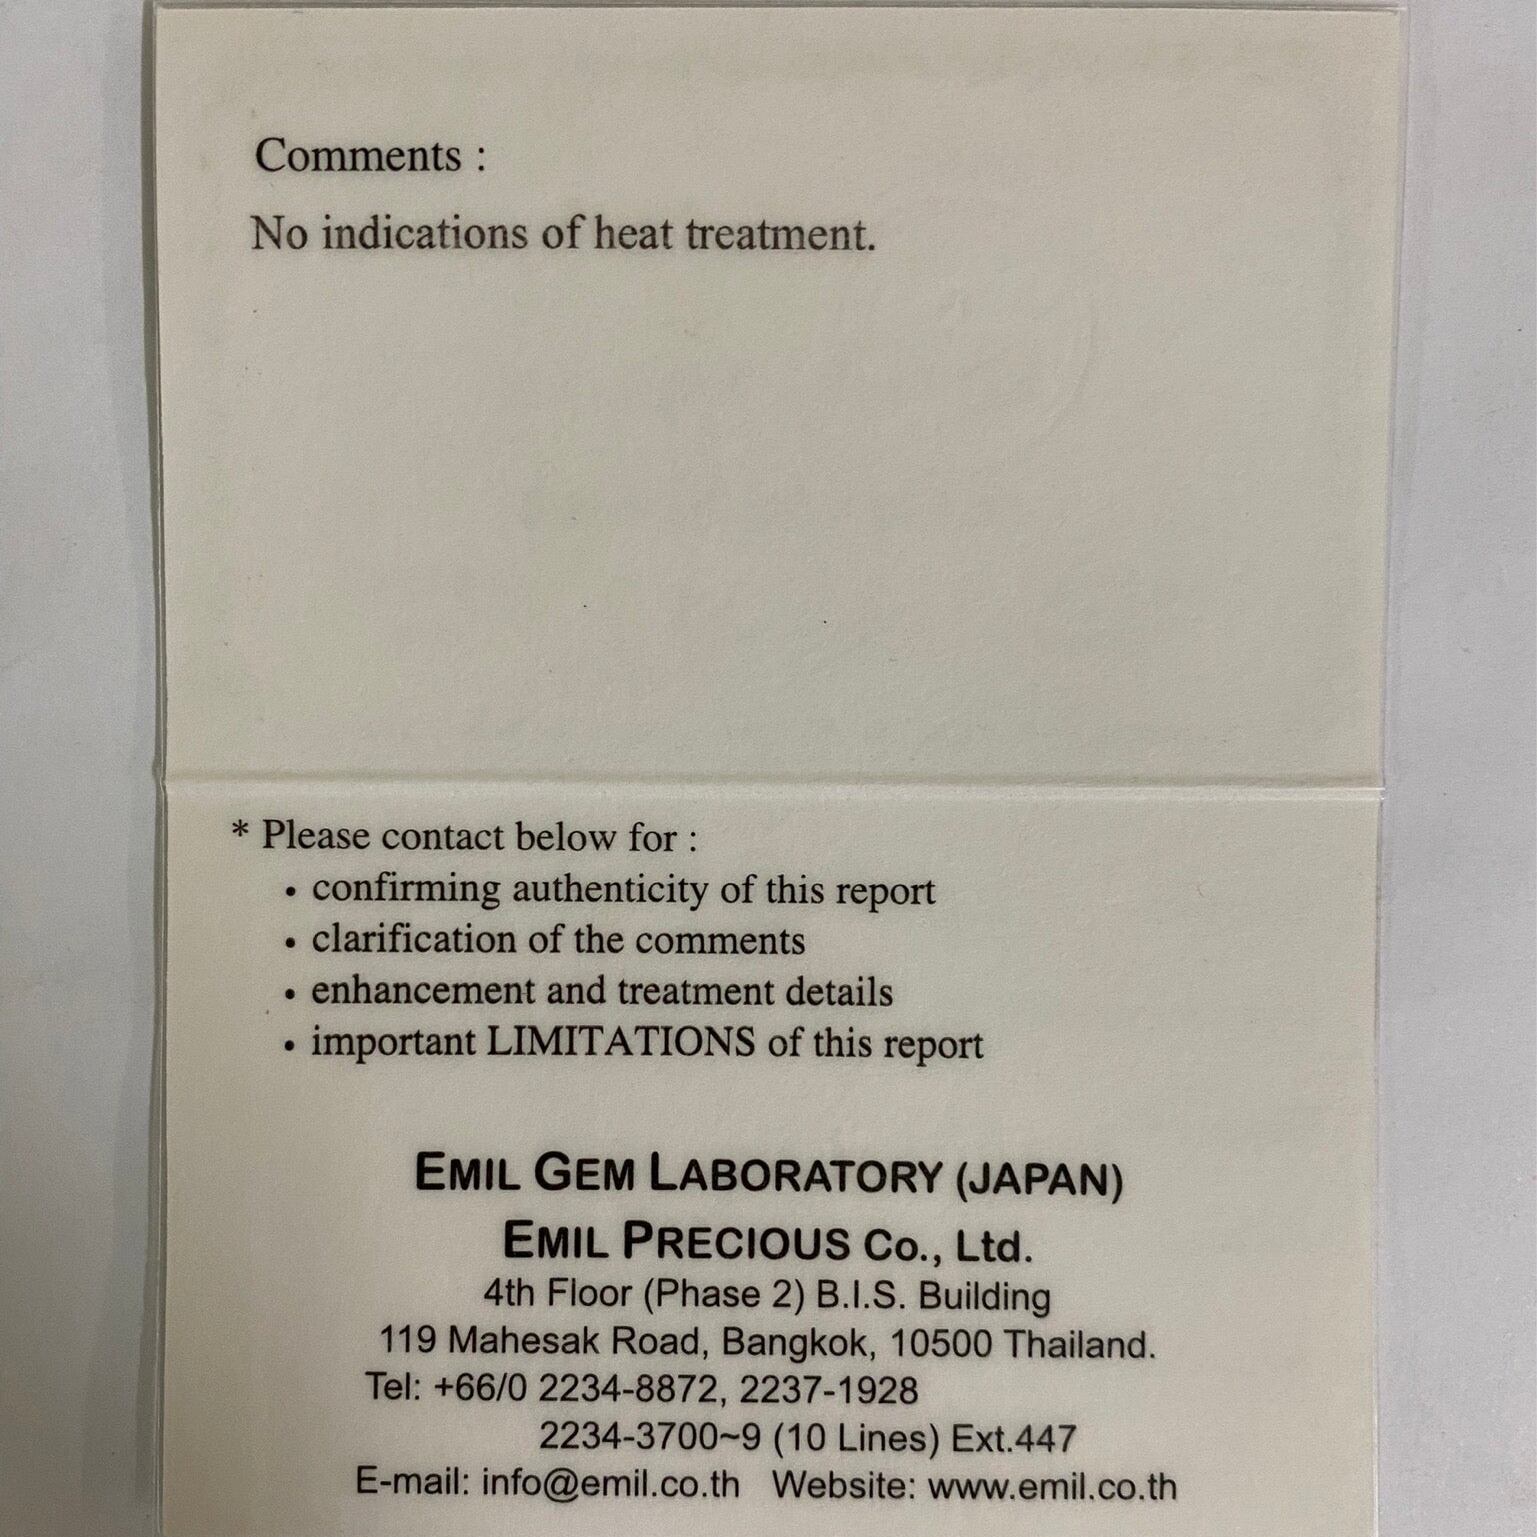 Comments :
No indications of heat treatment.
* Please contact below for :
• confirming authenticity of this report
• clarification of the comments
• enhancement and treatment details
• important LIMITATIONS of this report
EMIL GEM LABORATORY (JAPAN)
EMIL PRECIOUS Co., Ltd.
4th Floor (Phase 2) B.I.S. Building
119 Mahesak Road, Bangkok, 10500 Thailand.
Tel: +66/0 2234-8872, 2237-1928
2234-3700~9 (10 Lines) Ext.447
E-mail: info@emil.co.th Website: www.emil.co.th